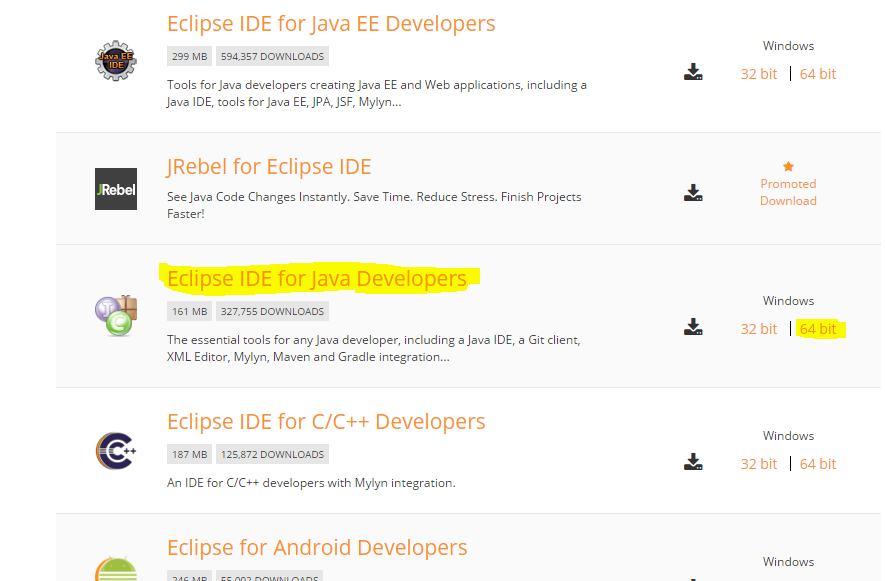 Eclipse IDE for Java EE Developers
299 MB 594,357 DOWNLOADS
Tools for Java developers creating Java EE and Web applications, including a
Java IDE, tools for Java EE, JPA, JSF, Mylyn...
Java EE
IDE
Windows
32 bit | 64 bit
JRebel for Eclipse IDE
JRebel
See Java Code Changes Instantly. Save Time. Reduce Stress. Finish Projects
Faster!
Promoted
Download
Eclipse IDE for Java Developers
161 MB 327,755 DOWNLOADS
J
C
The essential tools for any Java developer, including a Java IDE, a Git client,
XML Editor, Mylyn, Maven and Gradle integration...
Windows
32 bit | 64 bit
Eclipse IDE for C/C++ Developers
187 MB 125,872 DOWNLOADS
C++
An IDE for C/C++ developers with Mylyn integration.
Windows
32 bit | 64 bit
Eclipse for Android Developers
246 MB 55,002 DOWNLOADS
Windows